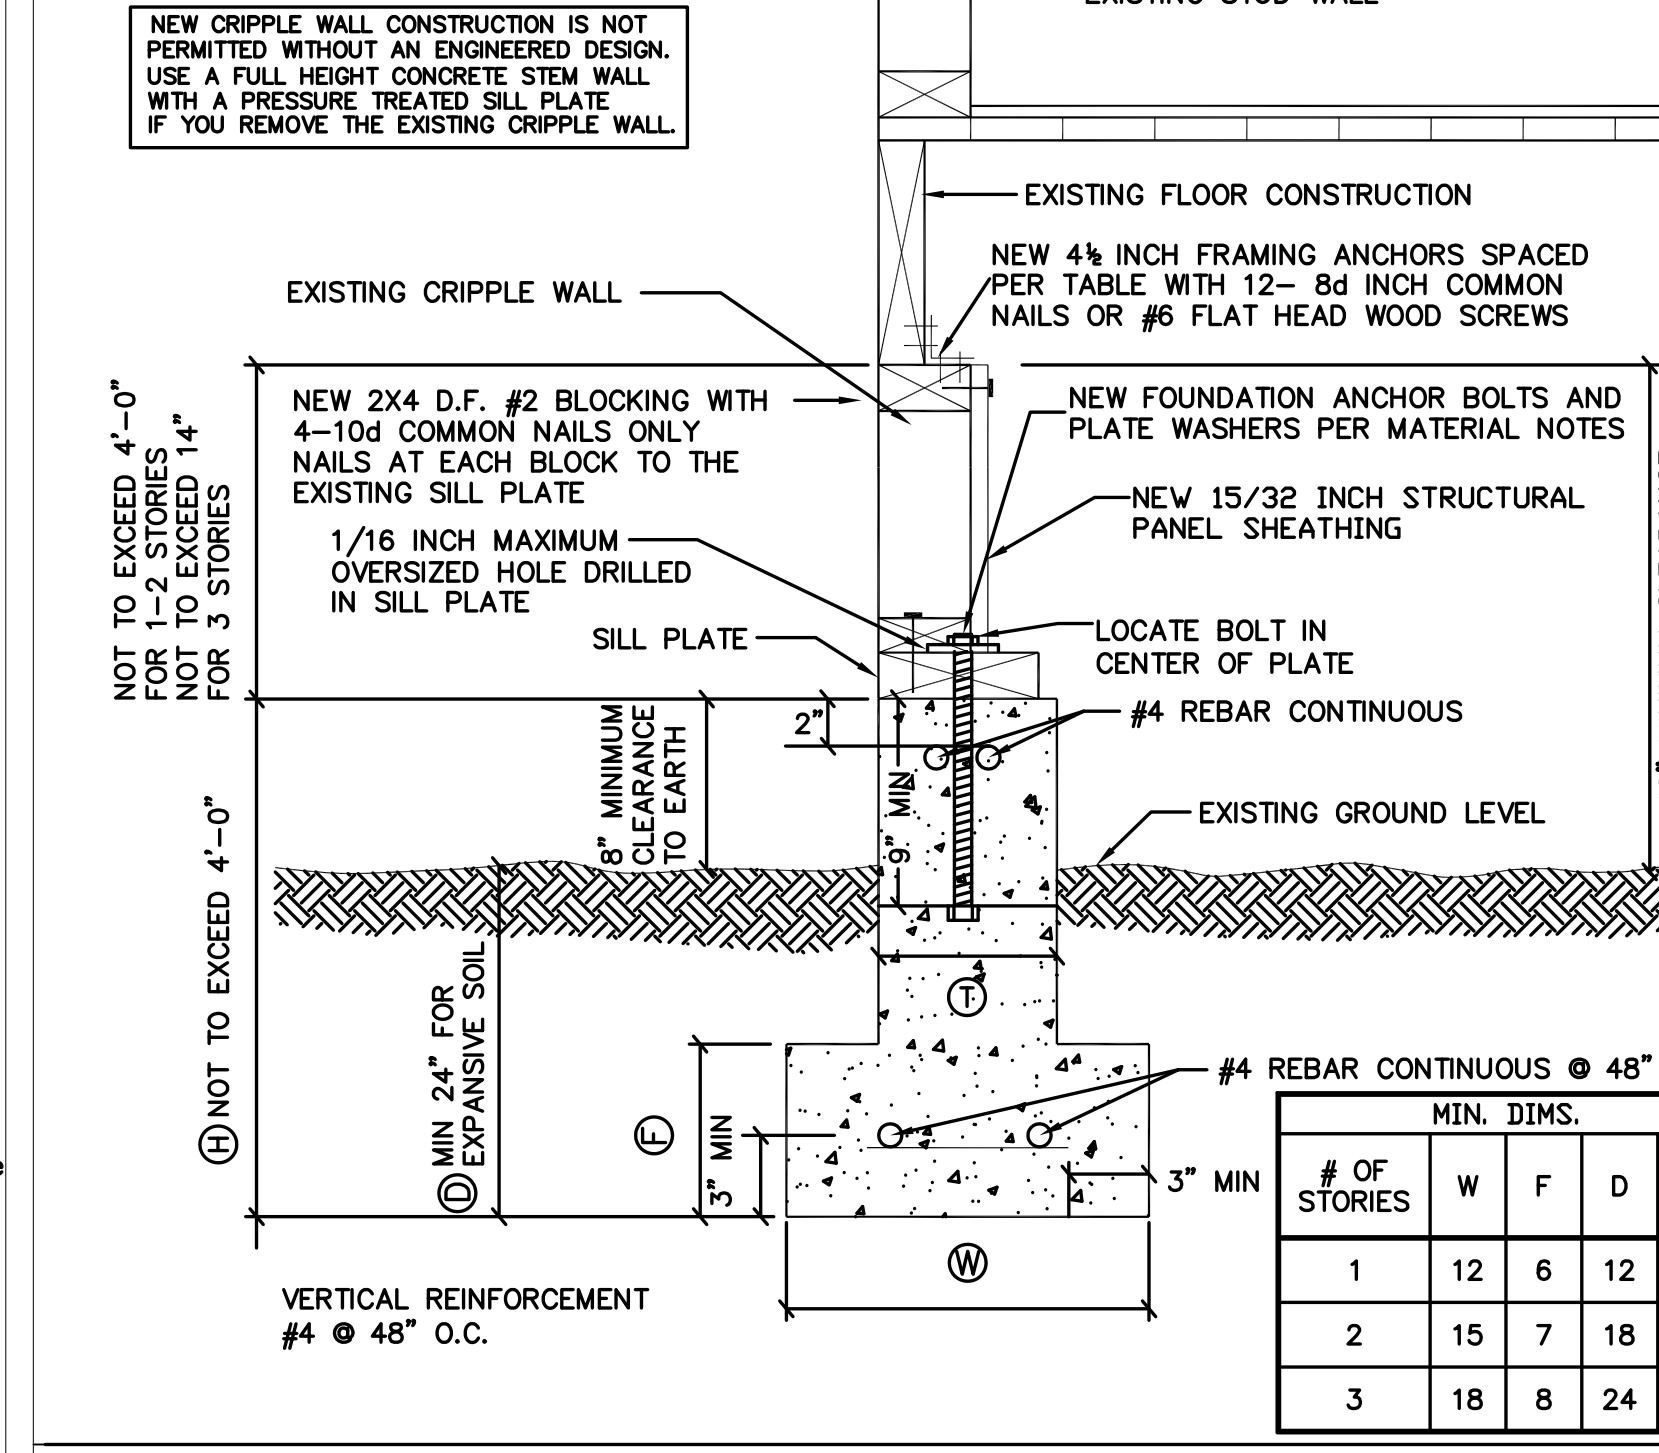 EXISTING STUD WALL
NEW CRIPPLE WALL CONSTRUCTION IS NOT
PERMITTED WITHOUT AN ENGINEERED DESIGN.
USE A FULL HEIGHT CONCRETE STEM WALL
WITH A PRESSURE TREATED SILL PLATE
IF YOU REMOVE THE EXISTING CRIPPLE WALL.
EXISTING FLOOR CONSTRUCTION
NEW 4½ INCH FRAMING ANCHORS SPACED
PER TABLE WITH 12- 8d INCH COMMON
NAILS OR #6 FLAT HEAD WOOD SCREWS
EXISTING CRIPPLE WALL
NOT TO EXCEED 4'-0"
FOR 1-2 STORIES
NOT TO EXCEED 14"
FOR 3 STORIES
NEW 2X4 D.F. #2 BLOCKING WITH
4-10d COMMON NAILS ONLY
NAILS AT EACH BLOCK TO THE
EXISTING SILL PLATE
NEW FOUNDATION ANCHOR BOLTS AND
PLATE WASHERS PER MATERIAL NOTES
NEW 15/32 INCH STRUCTURAL
PANEL SHEATHING
1/16 INCH MAXIMUM
OVERSIZED HOLE DRILLED
IN SILL PLATE
SILL PLATE
LOCATE BOLT IN
CENTER OF PLATE
8" MINIMUM
CLEARANCE
TO EARTH
2"
9" MIN
#4 REBAR CONTINUOUS
EXISTING GROUND LEVEL
H NOT TO EXCEED 4'-0"
D MIN 24" FOR
EXPANSIVE SOIL
T
F
3" MIN
#4 REBAR CONTINUOUS @ 48"
3" MIN
W
VERTICAL REINFORCEMENT
#4 @ 48" O.C.
MIN. DIMS.
# OF
STORIES W F D
1 12 6 12
2 15 7 18
3 18 8 24